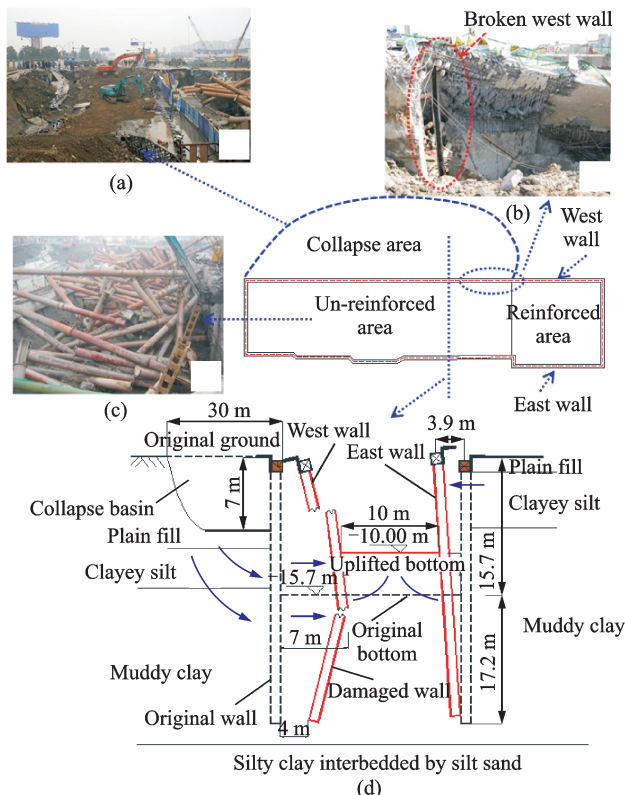 Broken west wall
(a)
(b)
West
wall
Collapse area
Un-reinforced
area
Reinforced
area
(c)
East wall
30 m
3.9 m
Original ground
West wall
East wall
Plain fill
7 m
Collapse basin
Clayey silt
10 m
−10.00 m
Plain fill
Uplifted bottom
15.7 m
Clayey silt
−15.7 m
7 m
Original
bottom
Muddy clay
17.2 m
Muddy clay
Damaged wall
Original wall
4 m
Silty clay interbedded by silt sand
(d)